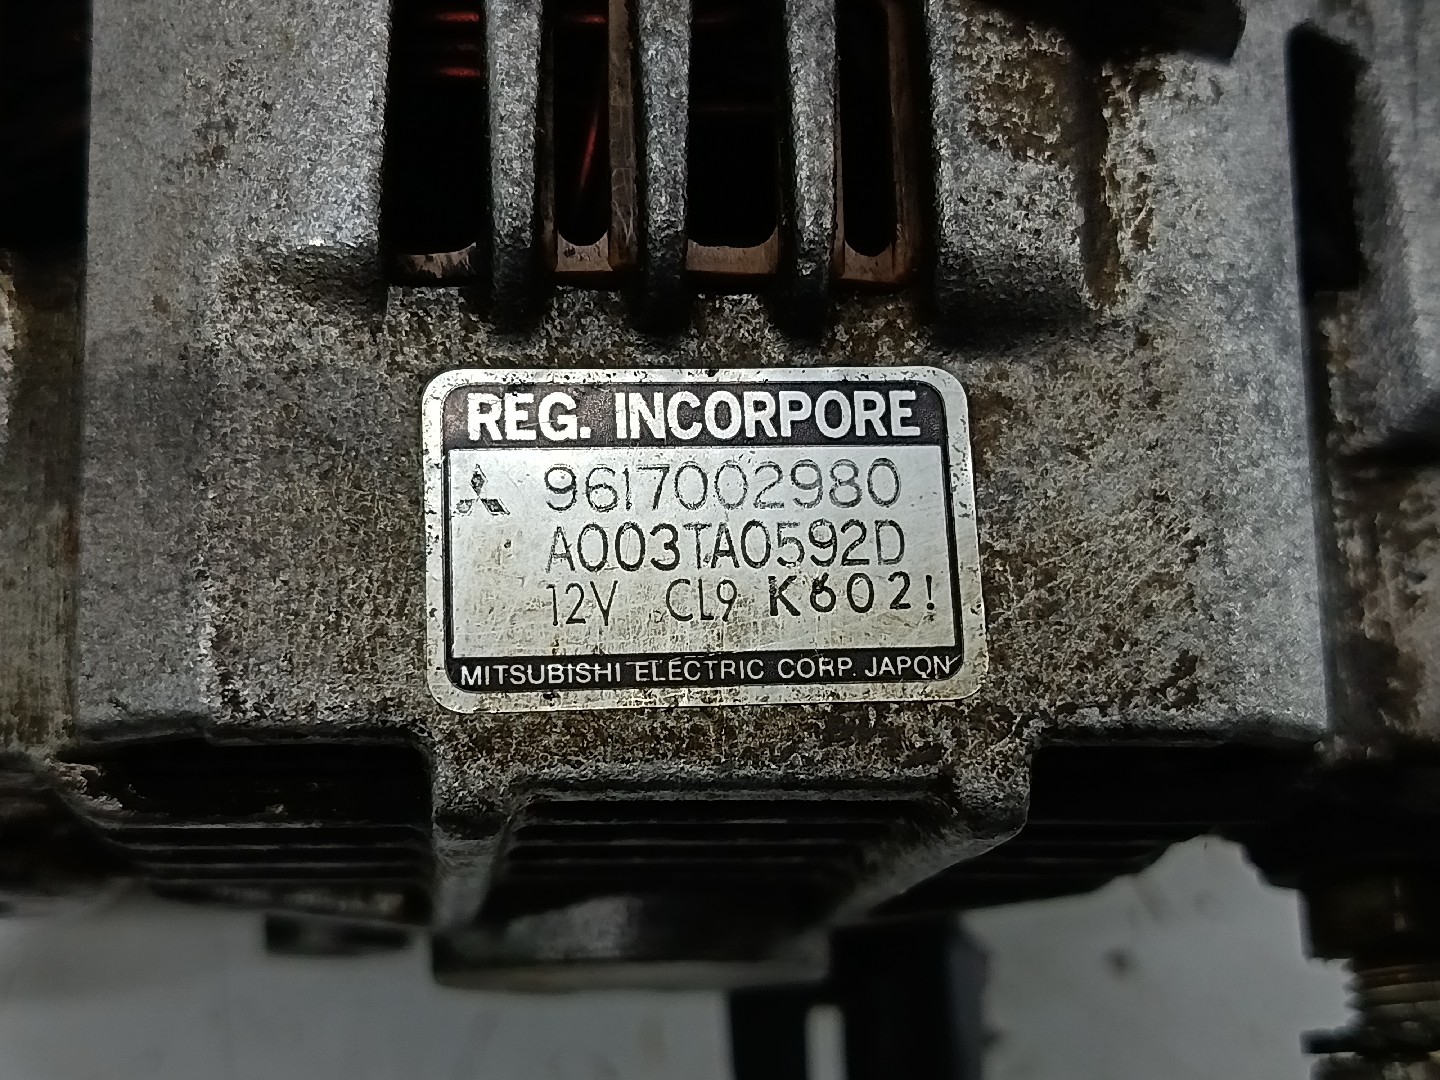 REG. INCORPORE
9617002980
A003TA0592D
12V CL9 K602!
MITSUBISHI ELECTRIC CORP. JAPON